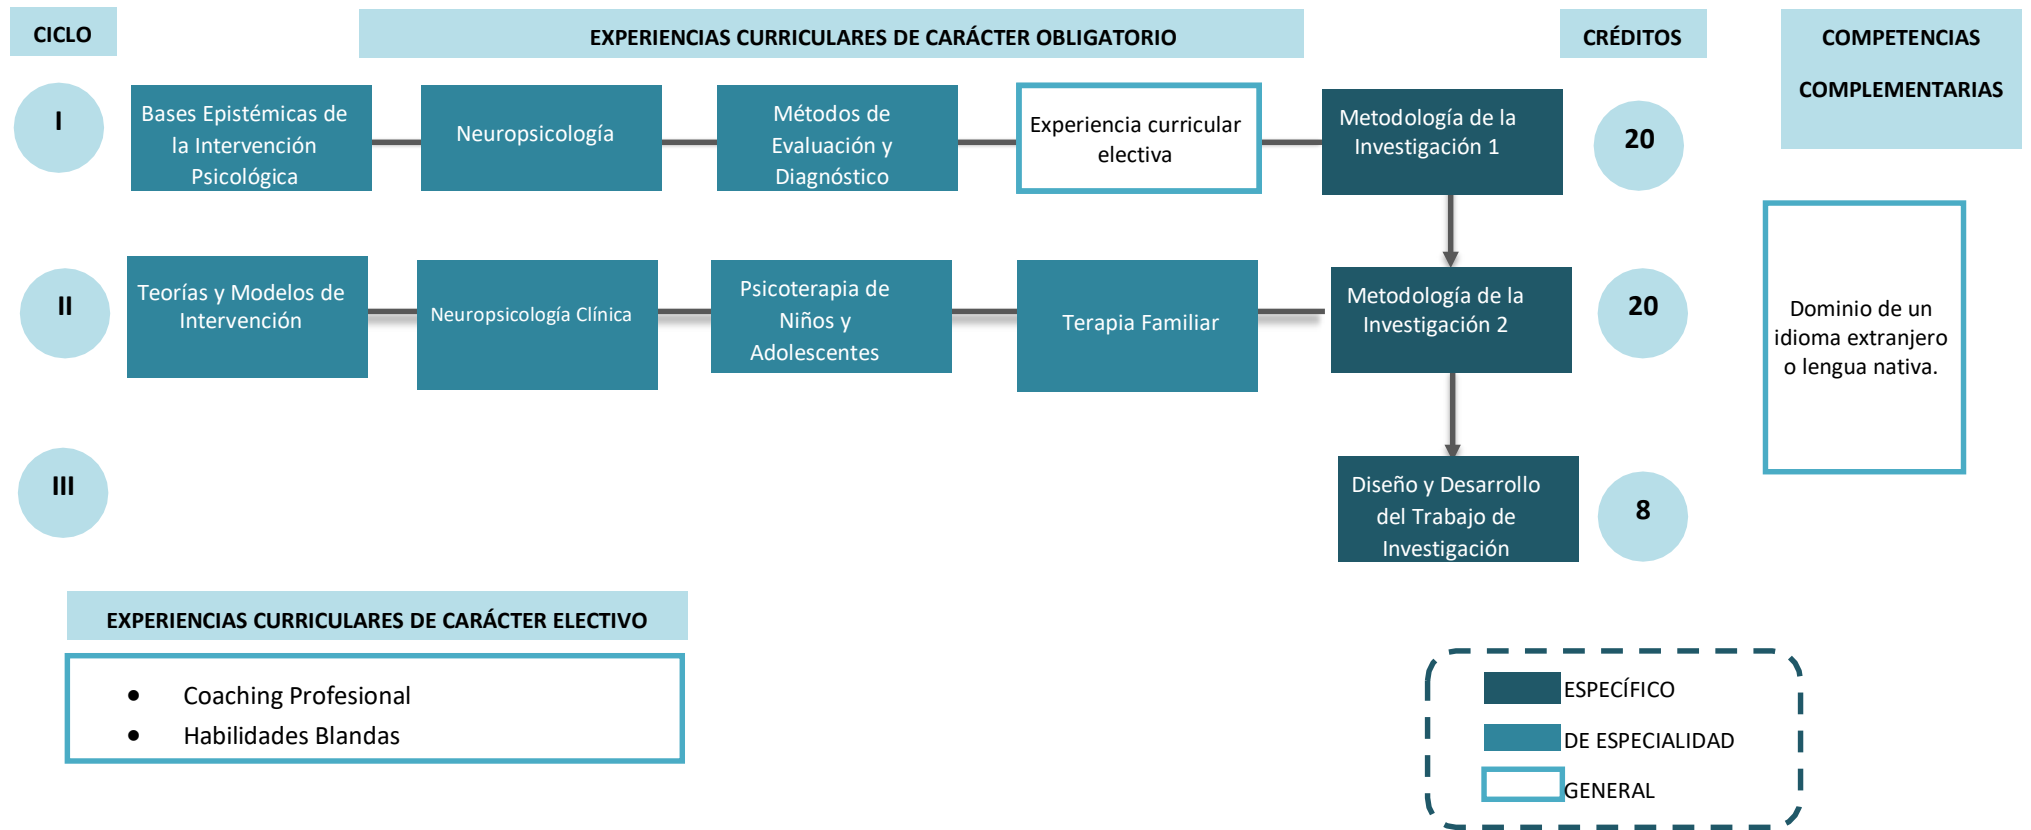 CICLO
EXPERIENCIAS CURRICULARES DE CARÁCTER OBLIGATORIO
CRÉDITOS
COMPETENCIAS
COMPLEMENTARIAS
I
Bases Epistémicas de
la Intervención
Psicológica
Neuropsicología
Métodos de
Evaluación y
Diagnóstico
Experiencia curricular
electiva
Metodología de la
Investigación 1
20
II
Teorías y Modelos de
Intervención
Neuropsicología Clínica
Psicoterapia de
Niños y
Adolescentes
Terapia Familiar
Metodología de la
Investigación 2
20
Dominio de un
idioma extranjero
o lengua nativa.
III
Diseño y Desarrollo
del Trabajo de
Investigación
8
EXPERIENCIAS CURRICULARES DE CARÁCTER ELECTIVO
• Coaching Profesional
• Habilidades Blandas
ESPECÍFICO
DE ESPECIALIDAD
GENERAL